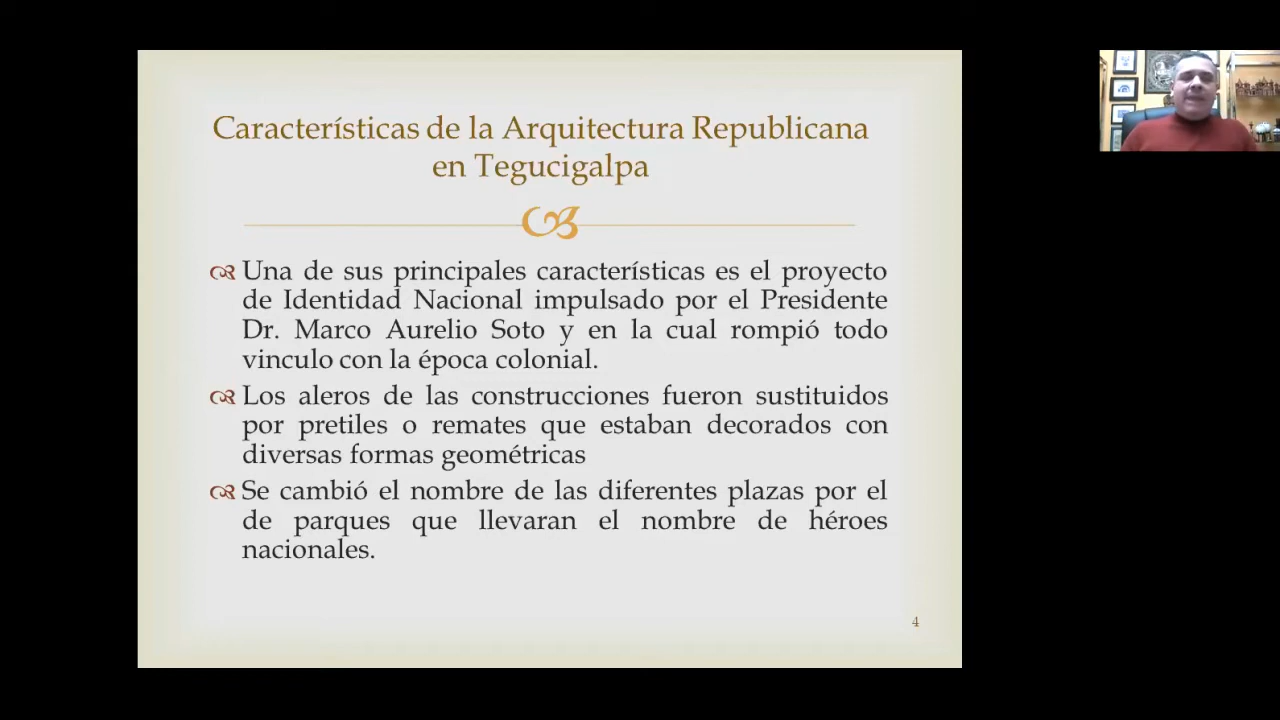 Características de la Arquitectura Republicana
en Tegucigalpa
Una de sus principales características es el proyecto
de Identidad Nacional impulsado por el Presidente
Dr. Marco Aurelio Soto y en la cual rompió todo
vinculo con la época colonial.
Los aleros de las construcciones fueron sustituidos
por pretiles o remates que estaban decorados con
diversas formas geométricas
Se cambió el nombre de las diferentes plazas por el
de parques que llevaran el nombre de héroes
nacionales.
4